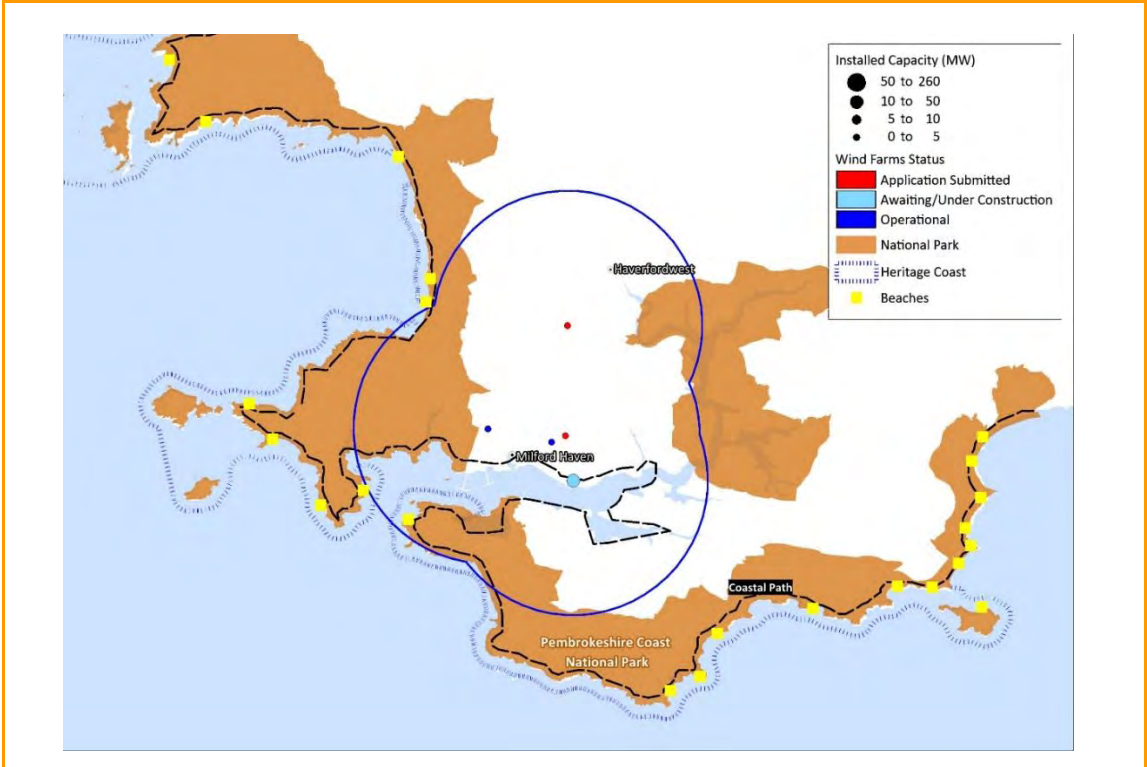 Installed Capacity (MW)
50 to 260
10 to 50
5 to 10
0 to 5
Wind Farms Status
Application Submitted
Awaiting/Under Construction
Operational
National Park
Heritage Coast
Beaches
Haverfordwest
Milford Haven
Coastal Path
Pembrokeshire Coast
National Park